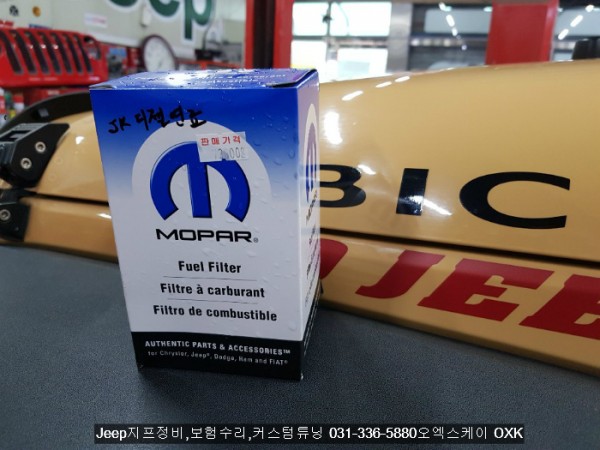 Jeep
JK 디젤연료
판매가격
MOPAR®
Fuel Filter
Filtre à carburant
Filtro de combustible
AUTHENTIC PARTS & ACCESSORIES™
for Chrysler, Jeep®, Dodge, Ram and FIAT®
BIC
JEE
Jeep지프정비,보험수리,커스텀튜닝 031-336-5880오엑스케이 OXK